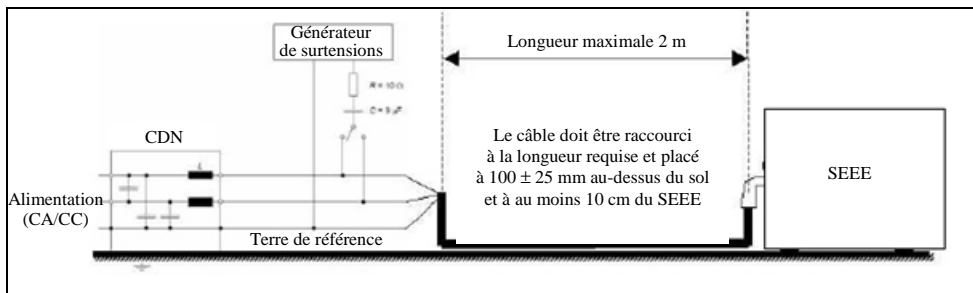 Générateur
de surtensions
Longueur maximale 2 m
R = 10 Ω
C = 9 µF
CDN
L
Le câble doit être raccourci
à la longueur requise et placé
à 100 ± 25 mm au-dessus du sol
et à au moins 10 cm du SEEE
SEEE
Alimentation
(CA/CC)
Terre de référence